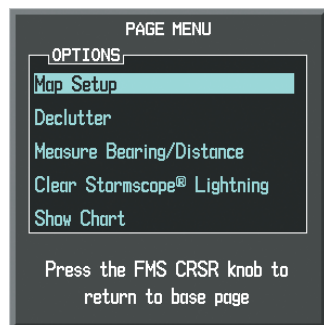 PAGE MENU
OPTIONS
Map Setup
Declutter
Measure Bearing/Distance
Clear Stormscope® Lightning
Show Chart
Press the FMS CRSR knob to
return to base page